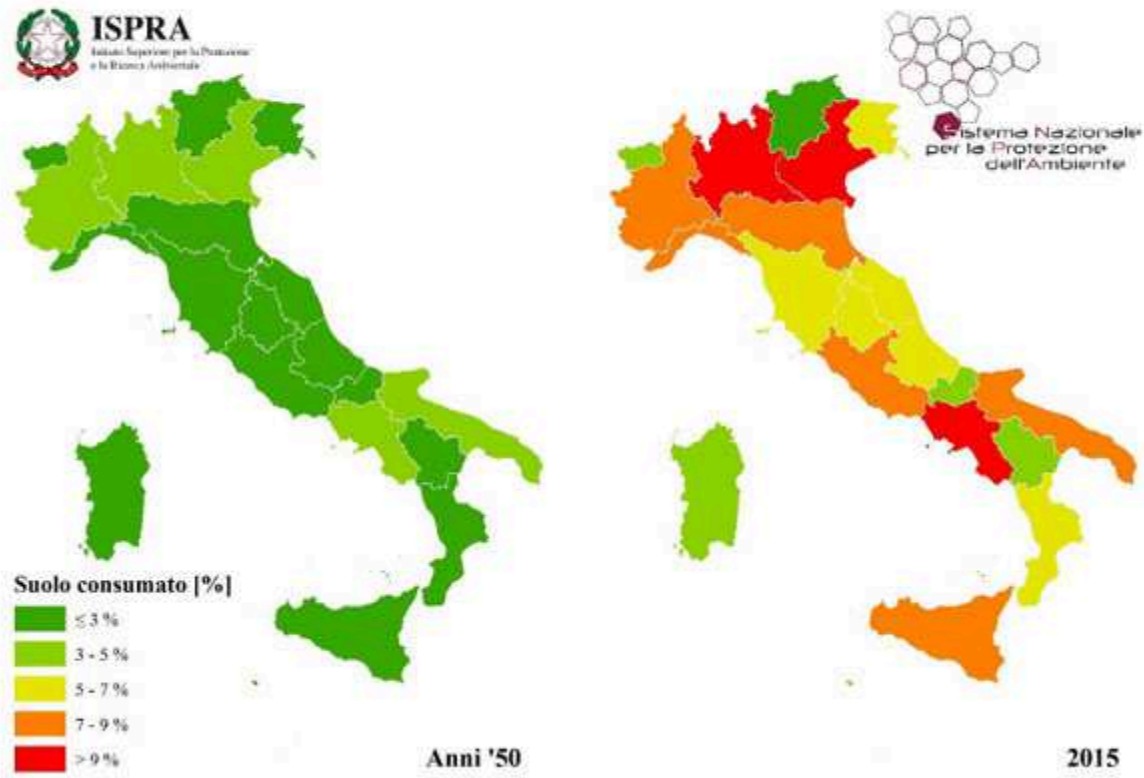 ISPRA
Istituto Superiore per la Protezione
e la Ricerca Ambientale
Sistema Nazionale
per la Protezione
dell'Ambiente
Suolo consumato [%]
≤ 3 %
3 - 5 %
5 - 7 %
7 - 9 %
> 9 %
Anni '50
2015